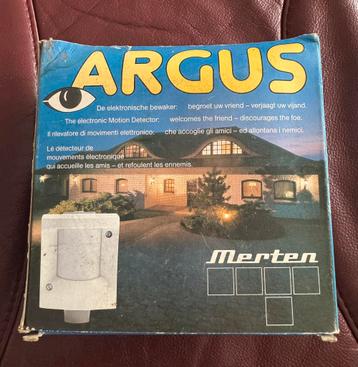 ARGUS
De elektronische bewaker: begroet uw vriend – verjaagt uw vijand.
The electronic Motion Detector: welcomes the friend – discourages the foe.
Il rilevatore di movimenti elettronico: che accoglie gli amici – ed allontana i nemici.
Le détecteur de
mouvements électronique
qui accueille les amis – et refoulent les ennemis.
Merten